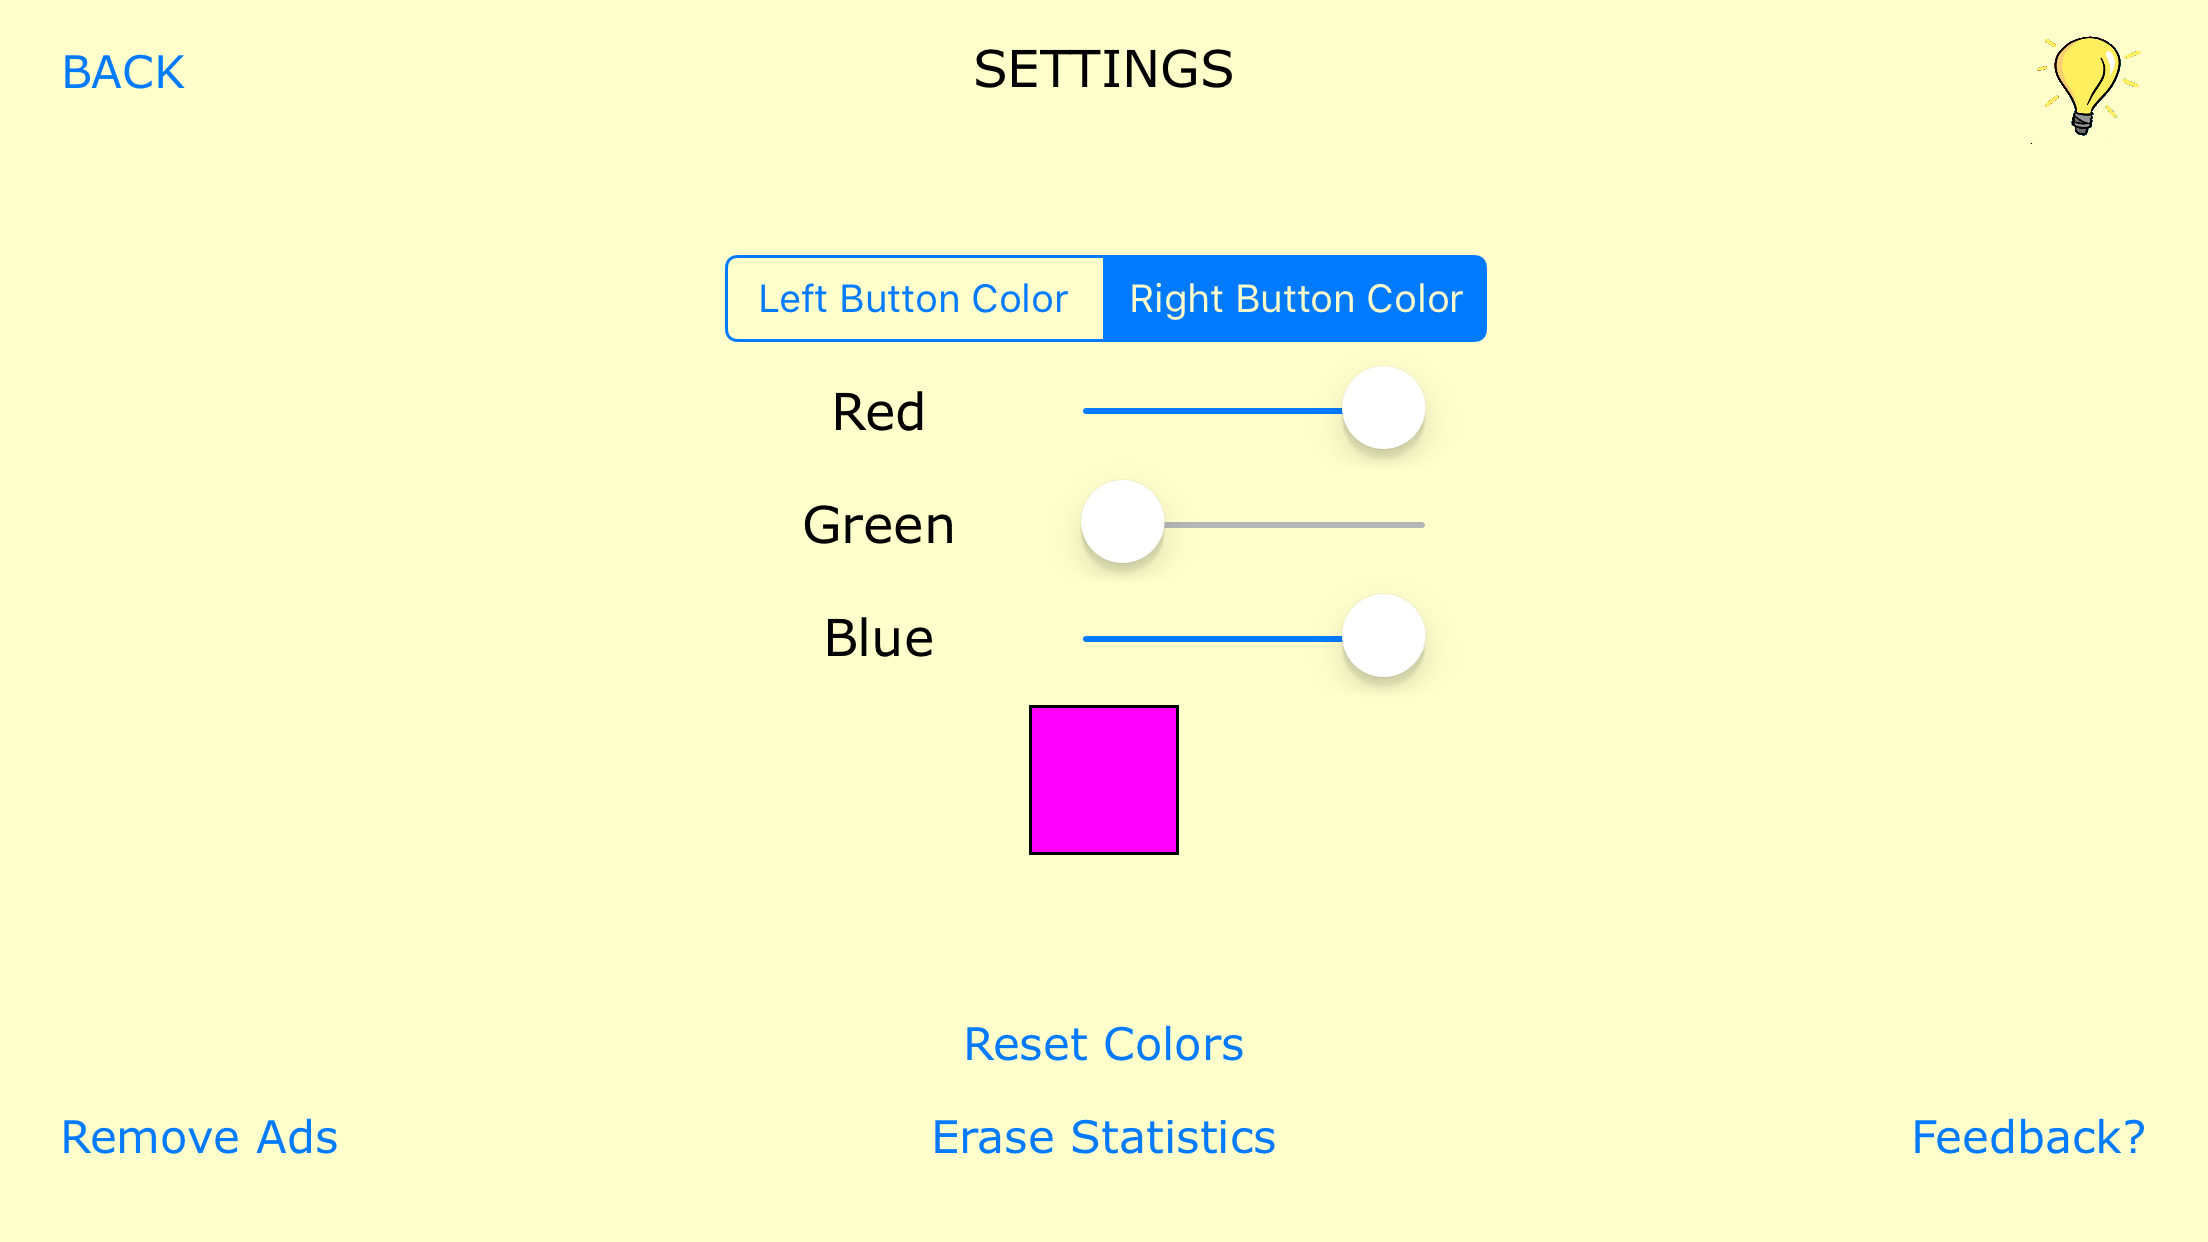 BACK
SETTINGS
Left Button Color
Right Button Color
Red
Green
Blue
Reset Colors
Remove Ads
Erase Statistics
Feedback?